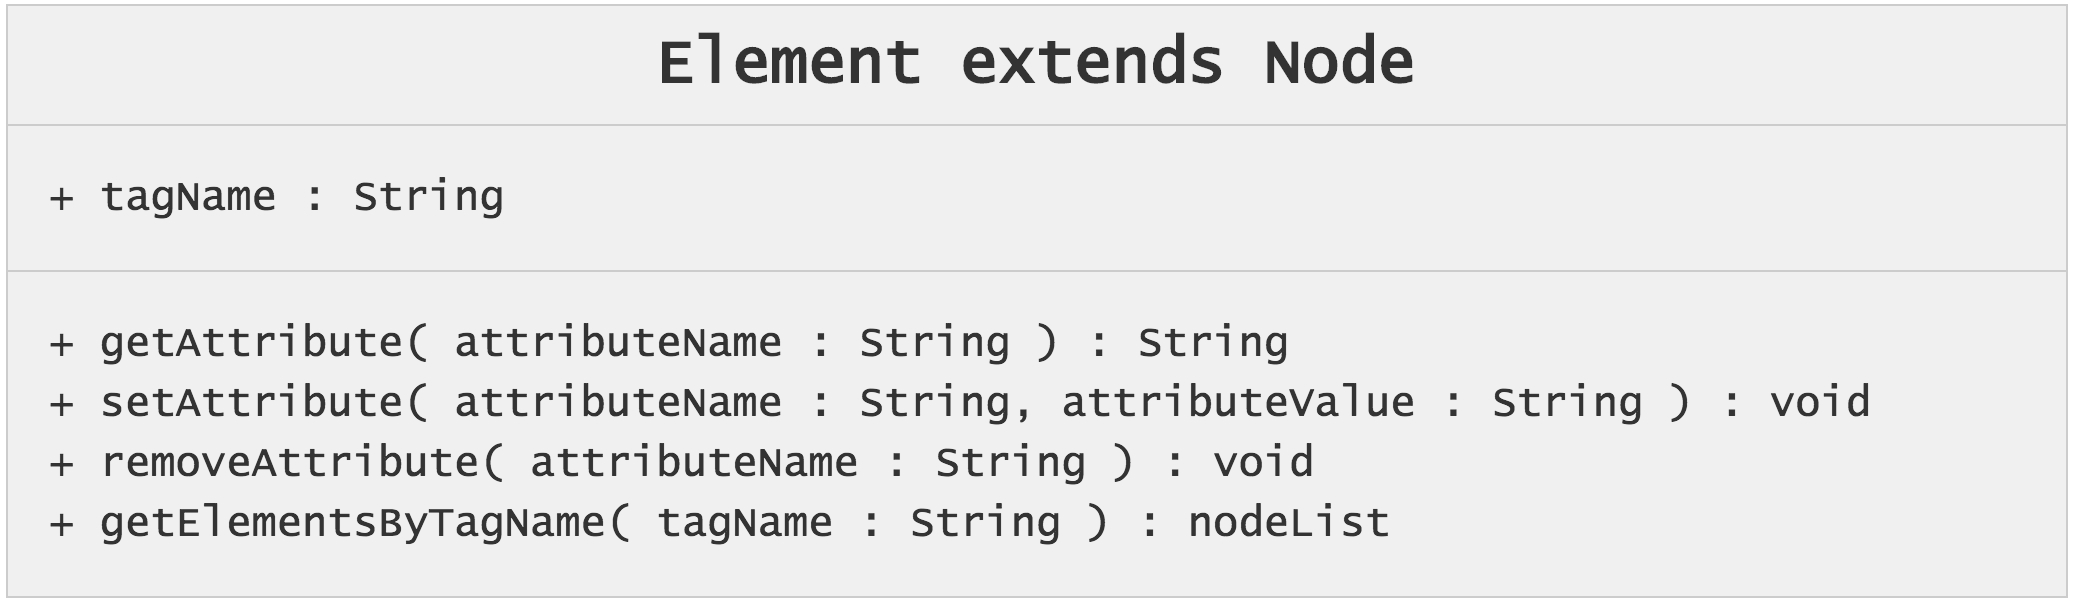 Element extends Node
+ tagName : String
+ getAttribute( attributeName : String ) : String
+ setAttribute( attributeName : String, attributeValue : String ) : void
+ removeAttribute( attributeName : String ) : void
+ getElementsByTagName( tagName : String ) : nodeList